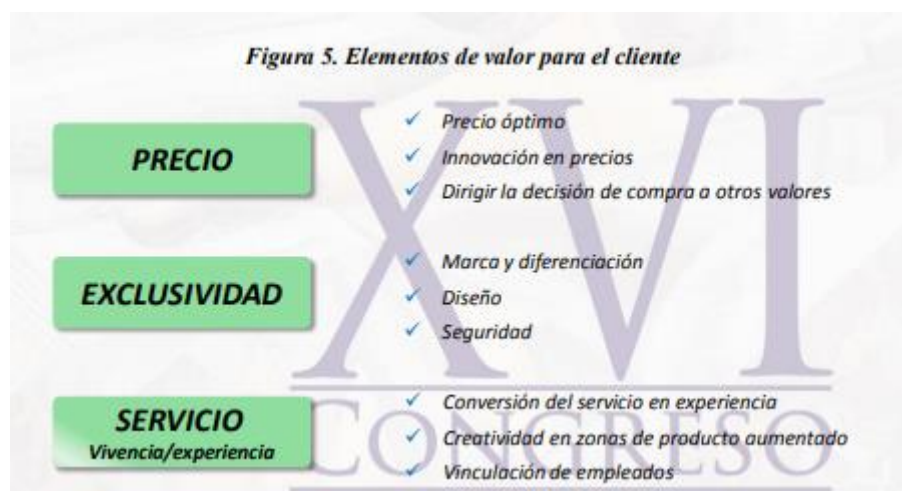 Figura 5. Elementos de valor para el cliente
PRECIO
Precio óptimo
Innovación en precios
Dirigir la decisión de compra a otros valores
EXCLUSIVIDAD
Marca y diferenciación
Diseño
Seguridad
SERVICIO
Vivencia/experiencia
Conversión del servicio en experiencia
Creatividad en zonas de producto aumentado
Vinculación de empleados
XVI
CONGRESO